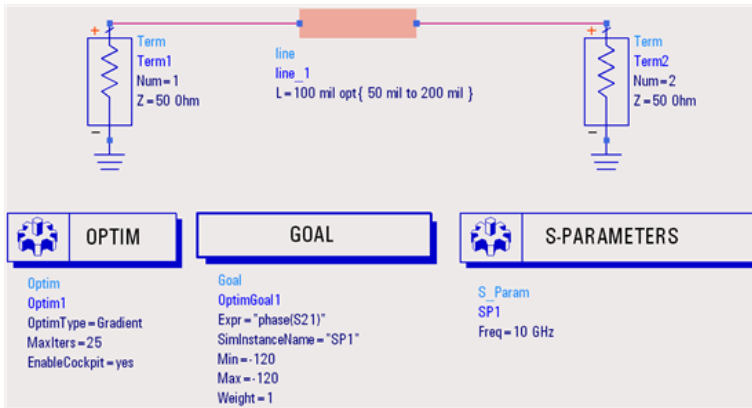 Term
Term1
Num=1
Z=50 Ohm
line
line_1
L=100 mil opt{ 50 mil to 200 mil }
Term
Term2
Num=2
Z=50 Ohm
OPTIM
Optim
Optim1
OptimType=Gradient
MaxIters=25
EnableCockpit=yes
GOAL
Goal
OptimGoal1
Expr="phase(S21)"
SimInstanceName="SP1"
Min=-120
Max=-120
Weight=1
S-PARAMETERS
S_Param
SP1
Freq=10 GHz